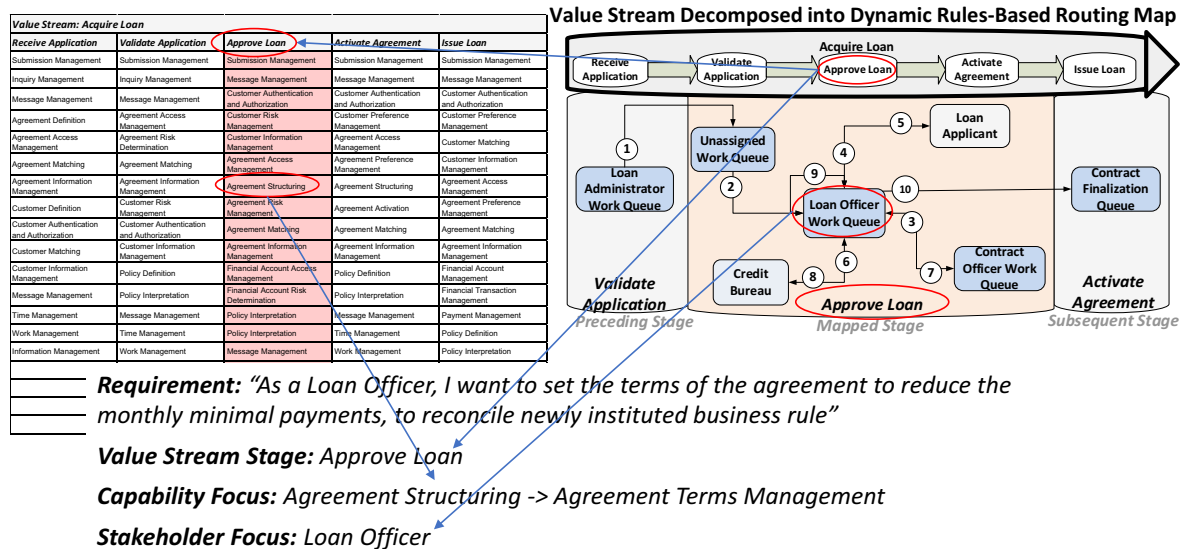 Value Stream Decomposed into Dynamic Rules-Based Routing Map
Value Stream: Acquire Loan
Receive Application Validate Application Approve Loan Activate Agreement Issue Loan
Submission Management Submission Management Submission Management Submission Management Submission Management
Inquiry Management Inquiry Management Message Management Message Management Message Management
Message Management Message Management Customer Authentication and Authorization Customer Authentication and Authorization Customer Authentication and Authorization
Agreement Definition Agreement Access Management Customer Risk Management Customer Preference Management Customer Preference Management
Agreement Access Management Agreement Risk Determination Customer Information Management Agreement Access Management Customer Matching
Agreement Matching Agreement Matching Agreement Access Management Agreement Preference Management Customer Information Management
Agreement Information Management Agreement Information Management Agreement Structuring Agreement Structuring Agreement Access Management
Customer Definition Customer Risk Management Agreement Risk Management Agreement Activation Agreement Preference Management
Customer Authentication and Authorization Customer Authentication and Authorization Agreement Matching Agreement Matching Agreement Matching
Customer Matching Customer Information Management Agreement Information Management Agreement Information Management Agreement Information Management
Customer Information Management Policy Definition Financial Account Access Management Policy Definition Financial Account Management
Message Management Policy Interpretation Financial Account Risk Determination Policy Interpretation Financial Transaction Management
Time Management Message Management Policy Interpretation Message Management Payment Management
Work Management Time Management Policy Interpretation Time Management Policy Definition
Information Management Work Management Message Management Work Management Policy Interpretation
Acquire Loan
Receive Application
Validate Application
Approve Loan
Activate Agreement
Issue Loan
1
Loan Administrator Work Queue
Unassigned Work Queue
2
9
4
5
Loan Applicant
Loan Officer Work Queue
10
Contract Finalization Queue
3
6
8
7
Credit Bureau
Contract Officer Work Queue
Validate Application
Approve Loan
Activate Agreement
Preceding Stage
Mapped Stage
Subsequent Stage
Requirement: “As a Loan Officer, I want to set the terms of the agreement to reduce the
monthly minimal payments, to reconcile newly instituted business rule”
Value Stream Stage: Approve Loan
Capability Focus: Agreement Structuring -> Agreement Terms Management
Stakeholder Focus: Loan Officer